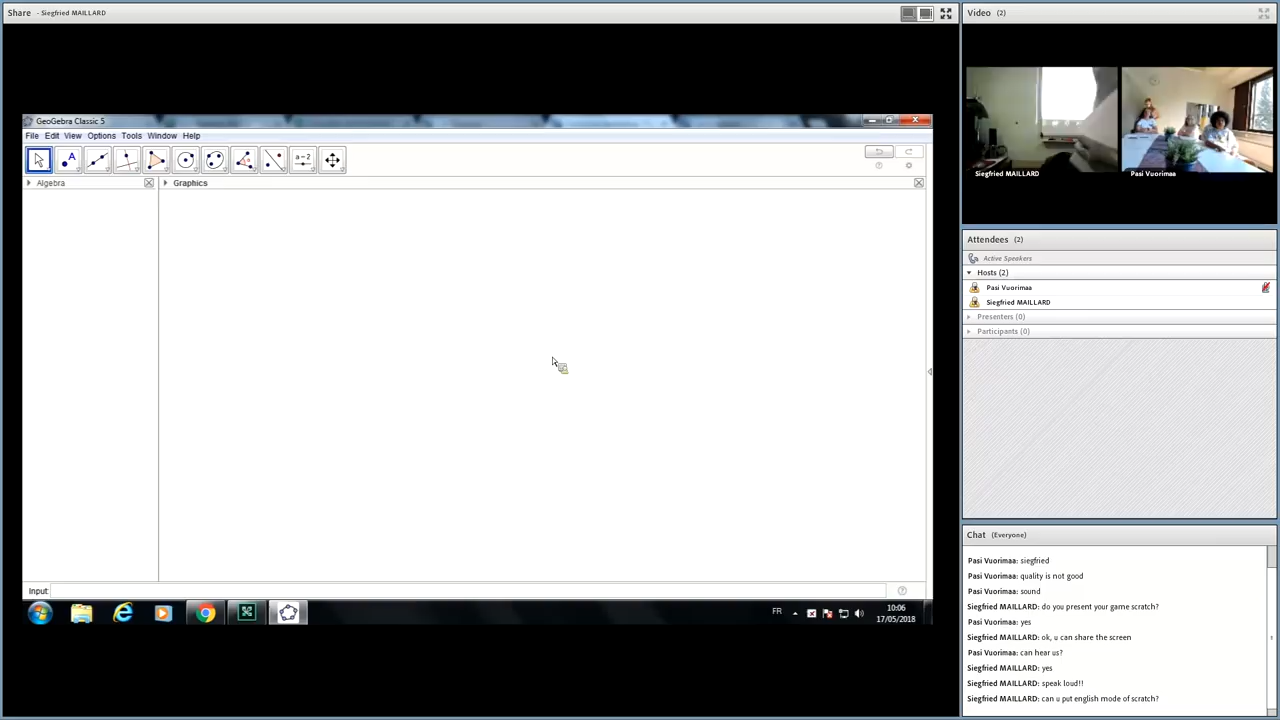 Share - Siegfried MAILLARD
GeoGebra Classic 5
File Edit View Options Tools Window Help
A
a=2
Algebra
Graphics
Input:
FR
10:06
17/05/2018
Video (2)
Siegfried MAILLARD
Pasi Vuorimaa
Attendees (2)
Active Speakers
Hosts (2)
Pasi Vuorimaa
Siegfried MAILLARD
Presenters (0)
Participants (0)
Chat (Everyone)
Pasi Vuorimaa: siegfried
Pasi Vuorimaa: quality is not good
Pasi Vuorimaa: sound
Siegfried MAILLARD: do you present your game scratch?
Pasi Vuorimaa: yes
Siegfried MAILLARD: ok, u can share the screen
Pasi Vuorimaa: can hear us?
Siegfried MAILLARD: yes
Siegfried MAILLARD: speak loud!!
Siegfried MAILLARD: can u put english mode of scratch?